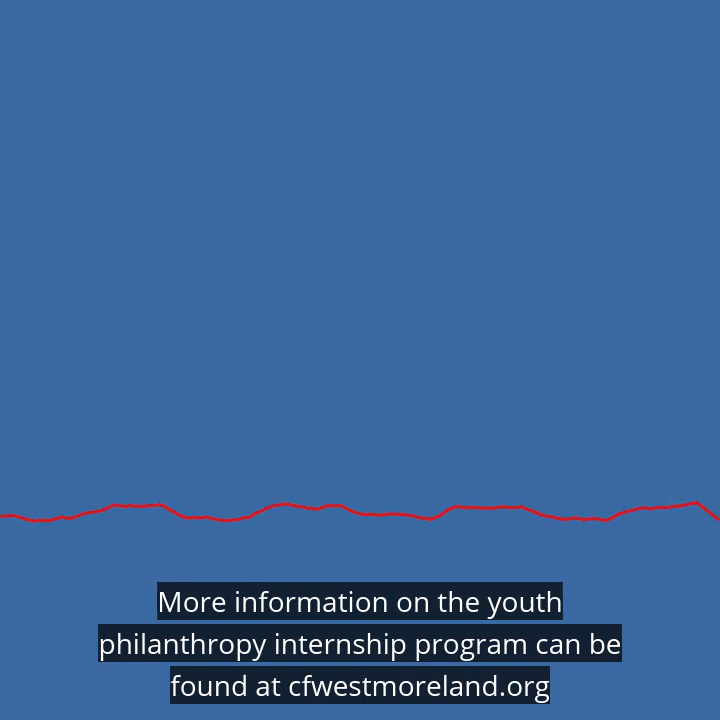 More information on the youth
philanthropy internship program can be
found at cfwestmoreland.org